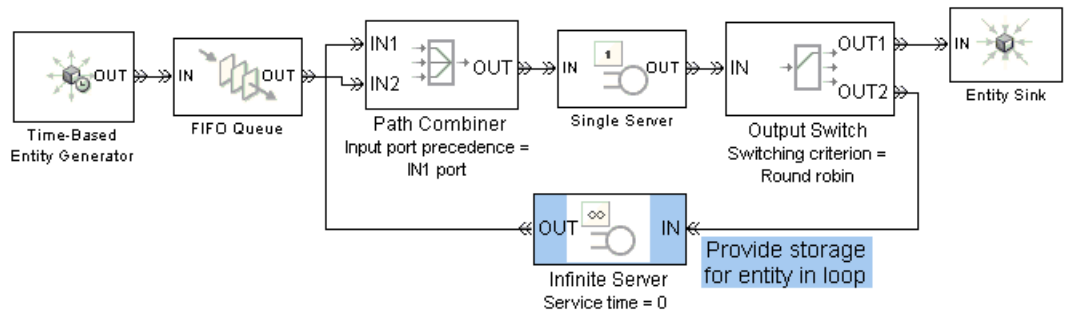 OUT
Time-Based
Entity Generator
IN
OUT
FIFO Queue
IN1
IN2
OUT
Path Combiner
Input port precedence =
IN1 port
IN
1
OUT
Single Server
IN
OUT1
OUT2
Output Switch
Switching criterion =
Round robin
IN
Entity Sink
OUT
∞
IN
Infinite Server
Service time = 0
Provide storage
for entity in loop